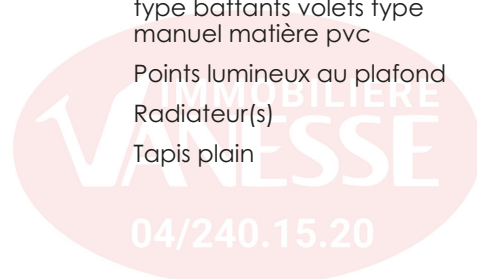 type battants volets type
manuel matière pvc
Points lumineux au plafond
IMMOBILIÈRE
Radiateur(s)
VANESSE
Tapis plain
04/240.15.20